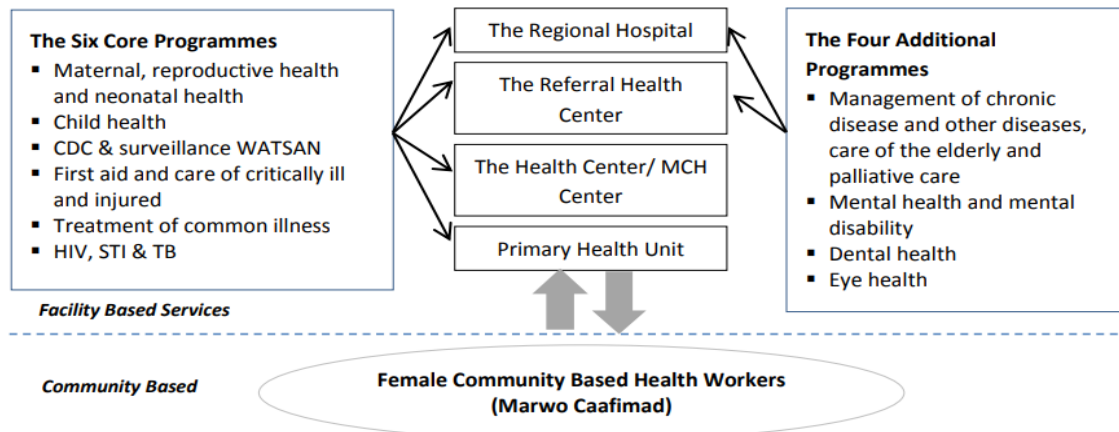 The Six Core Programmes
▪ Maternal, reproductive health
and neonatal health
▪ Child health
▪ CDC & surveillance WATSAN
▪ First aid and care of critically ill
and injured
▪ Treatment of common illness
▪ HIV, STI & TB
Facility Based Services
The Regional Hospital
The Referral Health
Center
The Health Center/ MCH
Center
Primary Health Unit
The Four Additional
Programmes
▪ Management of chronic
disease and other diseases,
care of the elderly and
palliative care
▪ Mental health and mental
disability
▪ Dental health
▪ Eye health
Community Based
Female Community Based Health Workers
(Marwo Caafimad)